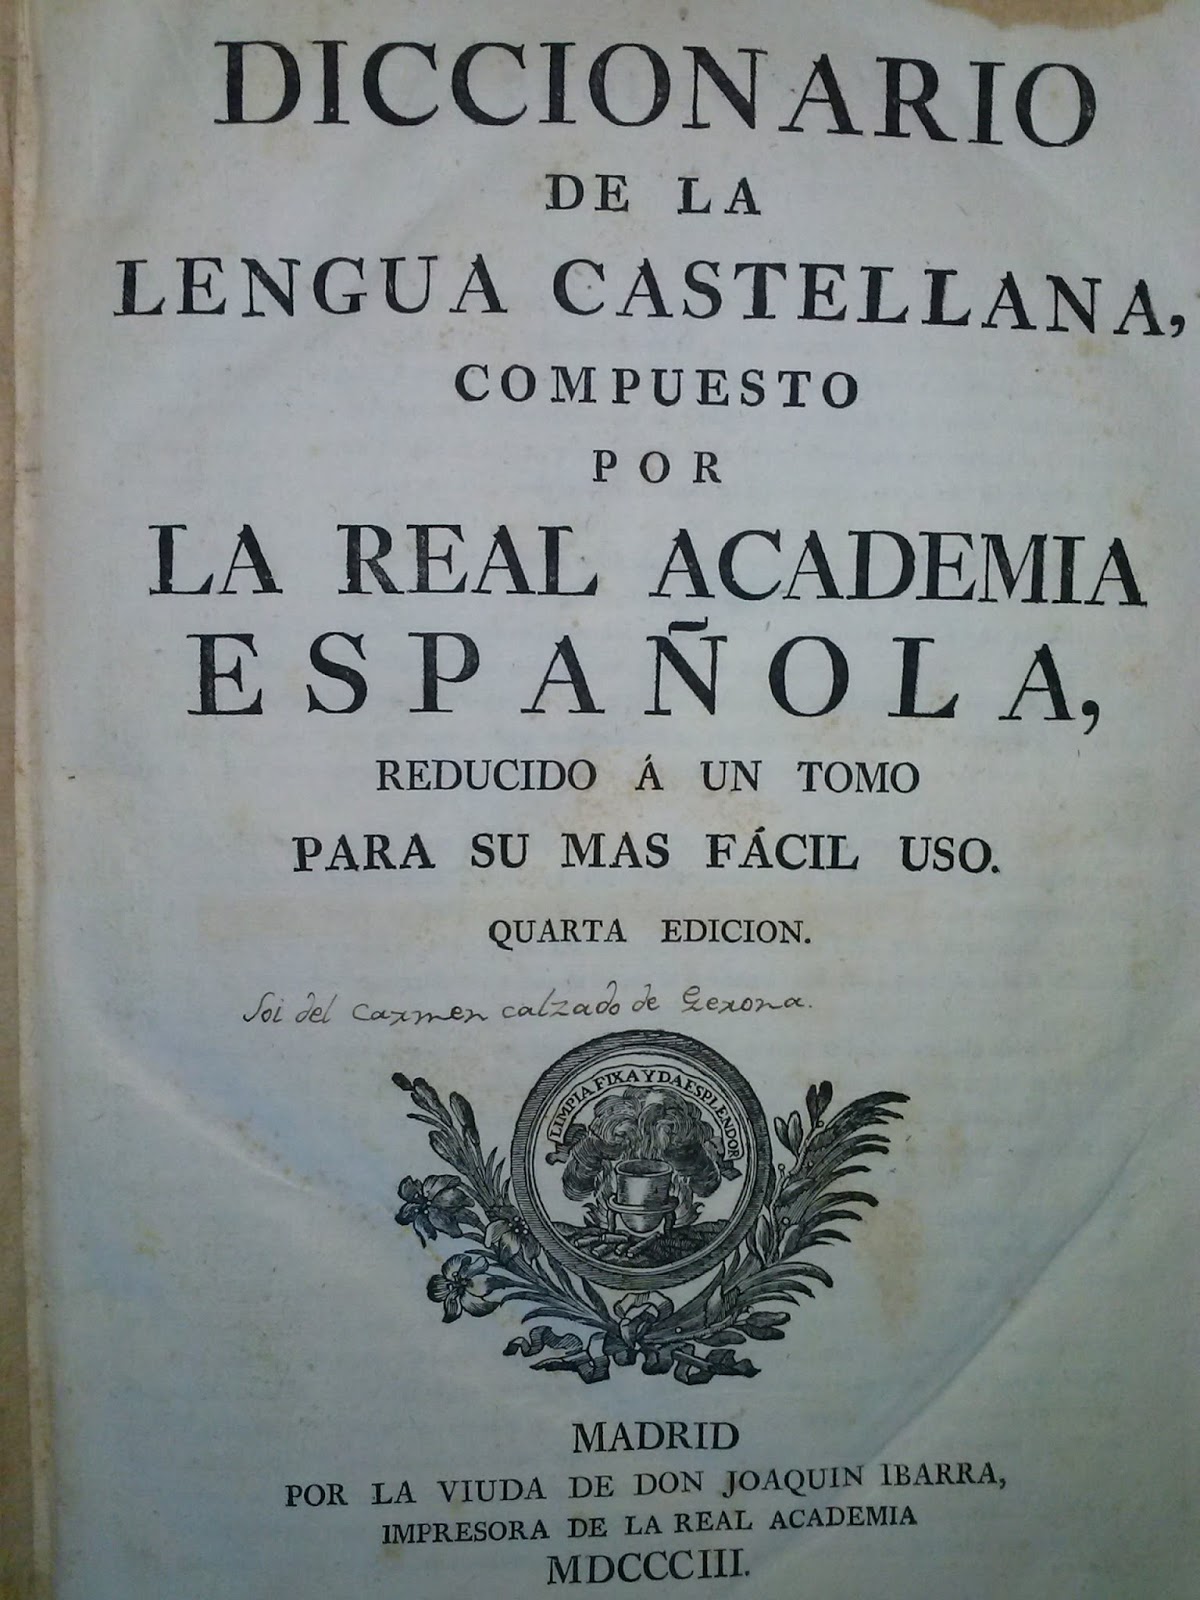 DICCIONARIO
DE LA
LENGUA CASTELLANA,
COMPUESTO
POR
LA REAL ACADEMIA
ESPAÑOLA,
REDUCIDO Á UN TOMO
PARA SU MAS FÁCIL USO.
QUARTA EDICION.
Soi del Carmen calzado de Gerona.
LIMPIA FIXA Y DA ESPLENDOR
MADRID
POR LA VIUDA DE DON JOAQUIN IBARRA,
IMPRESORA DE LA REAL ACADEMIA
MDCCCIII.